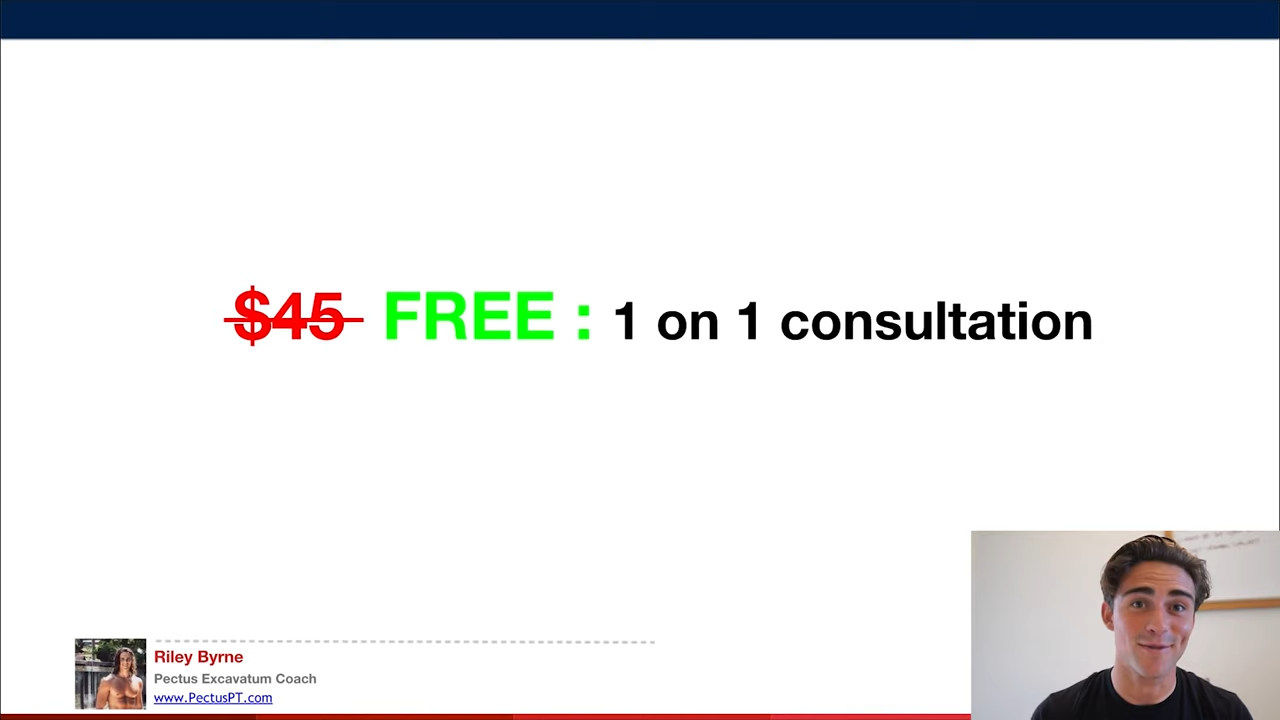 $45 FREE : 1 on 1 consultation
Riley Byrne
Pectus Excavatum Coach
www.PectusPT.com